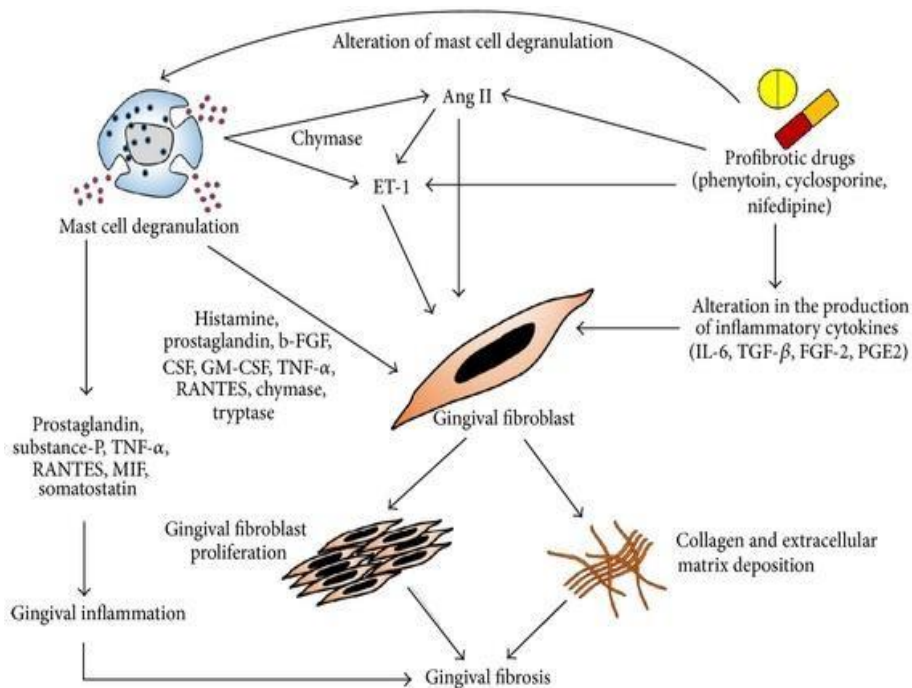 Alteration of mast cell degranulation
Ang II
Chymase
ET-1
Profibrotic drugs
(phenytoin, cyclosporine,
nifedipine)
Mast cell degranulation
Histamine,
prostaglandin, b-FGF,
CSF, GM-CSF, TNF-α,
RANTES, chymase,
tryptase
Alteration in the production
of inflammatory cytokines
(IL-6, TGF-β, FGF-2, PGE2)
Gingival fibroblast
Prostaglandin,
substance-P, TNF-α,
RANTES, MIF,
somatostatin
Gingival fibroblast
proliferation
Collagen and extracellular
matrix deposition
Gingival inflammation
Gingival fibrosis